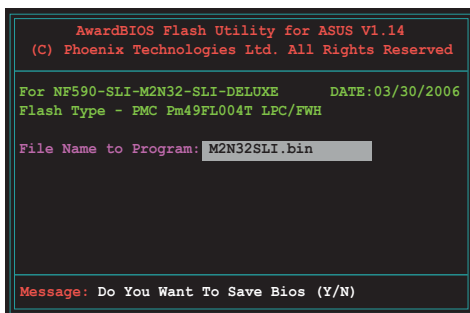 AwardBIOS Flash Utility for ASUS V1.14
(C) Phoenix Technologies Ltd. All Rights Reserved
For NF590-SLI-M2N32-SLI-DELUXE DATE:03/30/2006
Flash Type - PMC Pm49FL004T LPC/FWH
File Name to Program: M2N32SLI.bin
Message: Do You Want To Save Bios (Y/N)